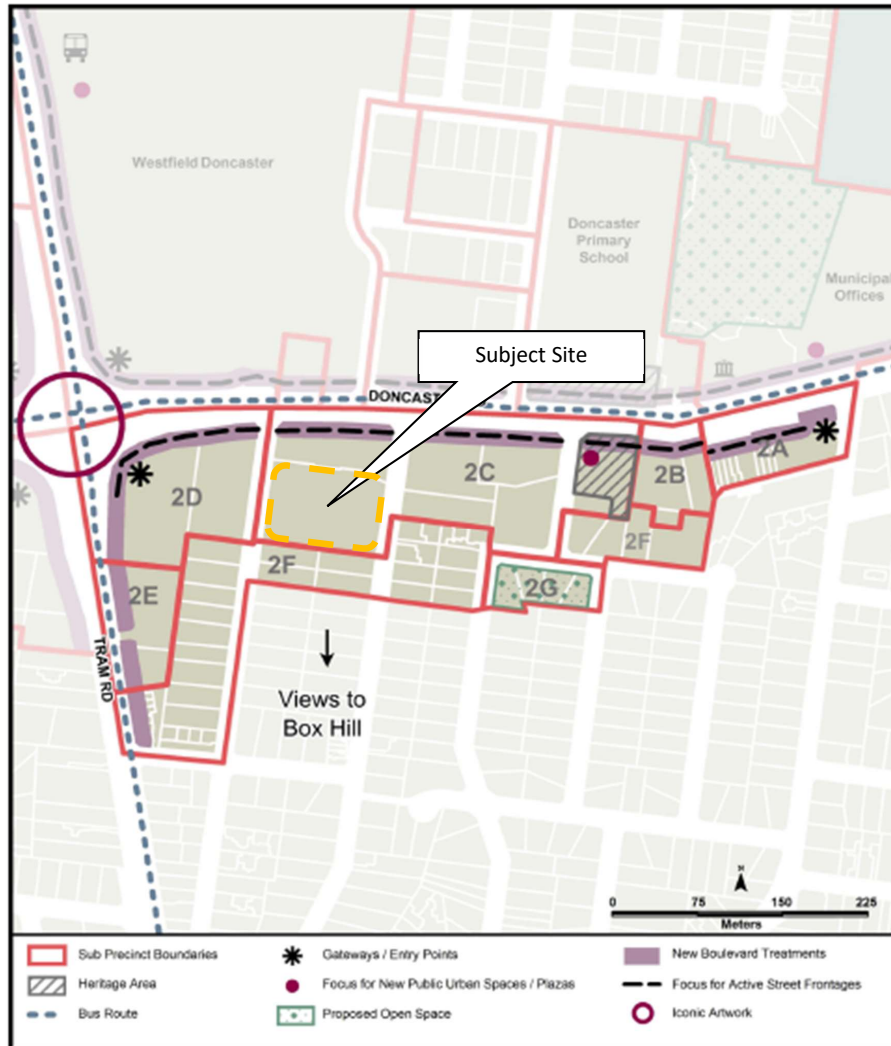 Westfield Doncaster
Doncaster
Primary
School
Municipal
Offices
Subject Site
DONCAST
2D
2C
2B
2A
2F
2F
2E
2G
TRAM RD
Views to
Box Hill
N
0 75 150 225
Meters
Sub Precinct Boundaries
Gateways / Entry Points
New Boulevard Treatments
Heritage Area
Focus for New Public Urban Spaces / Plazas
Focus for Active Street Frontages
Bus Route
Proposed Open Space
Iconic Artwork